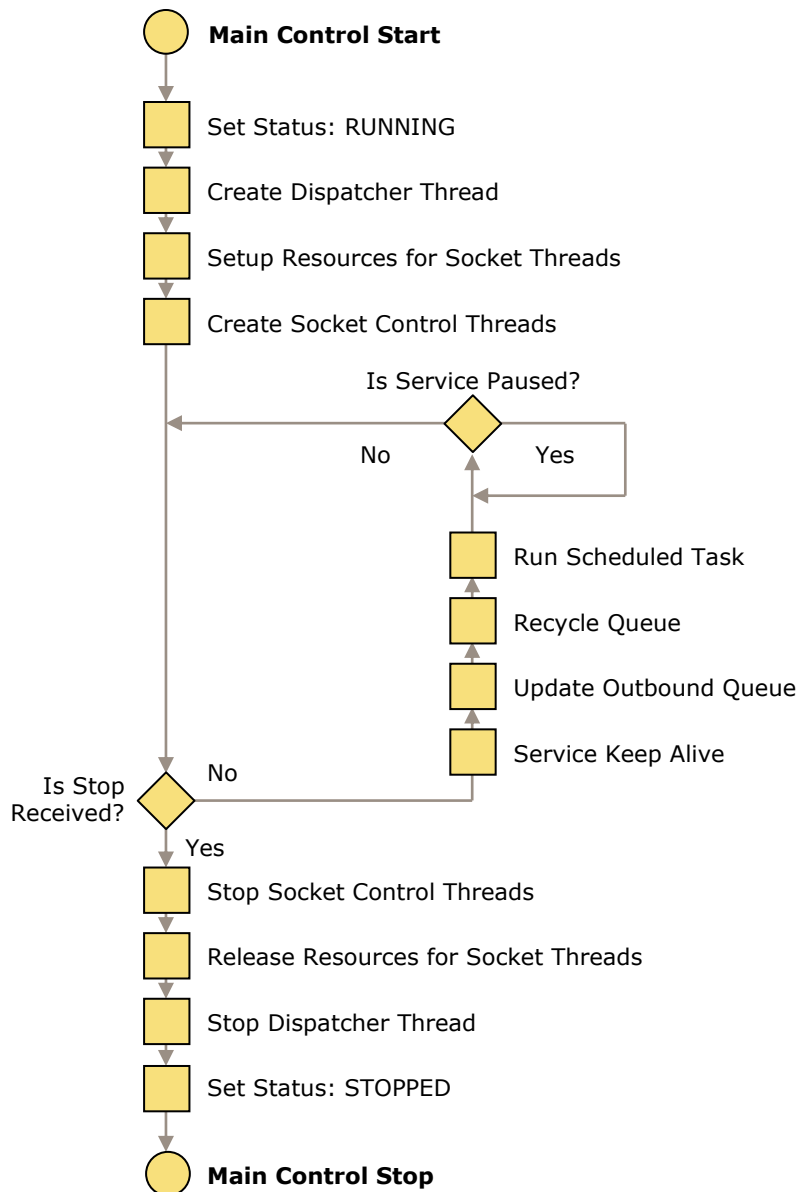 Main Control Start
Set Status: RUNNING
Create Dispatcher Thread
Setup Resources for Socket Threads
Create Socket Control Threads
Is Service Paused?
No
Yes
Run Scheduled Task
Recycle Queue
Update Outbound Queue
Service Keep Alive
Is Stop
Received?
No
Yes
Stop Socket Control Threads
Release Resources for Socket Threads
Stop Dispatcher Thread
Set Status: STOPPED
Main Control Stop